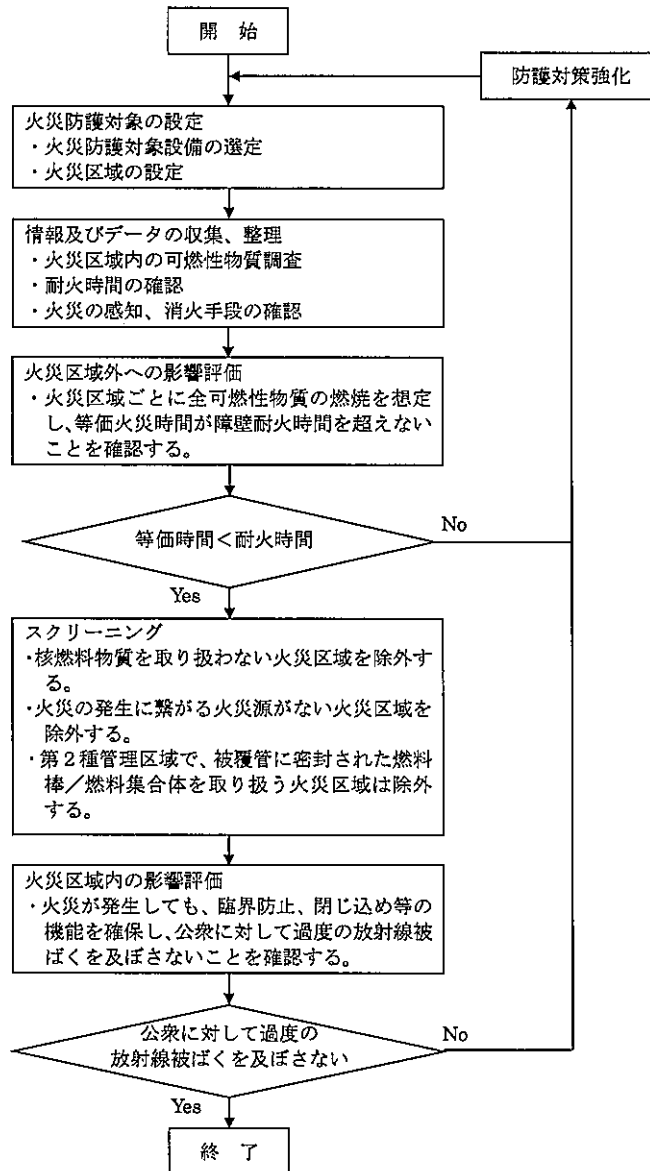 開　始
防護対策強化
火災防護対象の設定
・火災防護対象設備の選定
・火災区域の設定
情報及びデータの収集、整理
・火災区域内の可燃性物質調査
・耐火時間の確認
・火災の感知、消火手段の確認
火災区域外への影響評価
・火災区域ごとに全可燃性物質の燃焼を想定
し、等価火災時間が障壁耐火時間を超えない
ことを確認する。
等価時間＜耐火時間
No
Yes
スクリーニング
・核燃料物質を取り扱わない火災区域を除外す
る。
・火災の発生に繋がる火災源がない火災区域を
除外する。
・第２種管理区域で、被覆管に密封された燃料
棒／燃料集合体を取り扱う火災区域は除外
する。
火災区域内の影響評価
・火災が発生しても、臨界防止、閉じ込め等の
機能を確保し、公衆に対して過度の放射線被
ばくを及ぼさないことを確認する。
公衆に対して過度の
放射線被ばくを及ぼさない
No
Yes
終　了